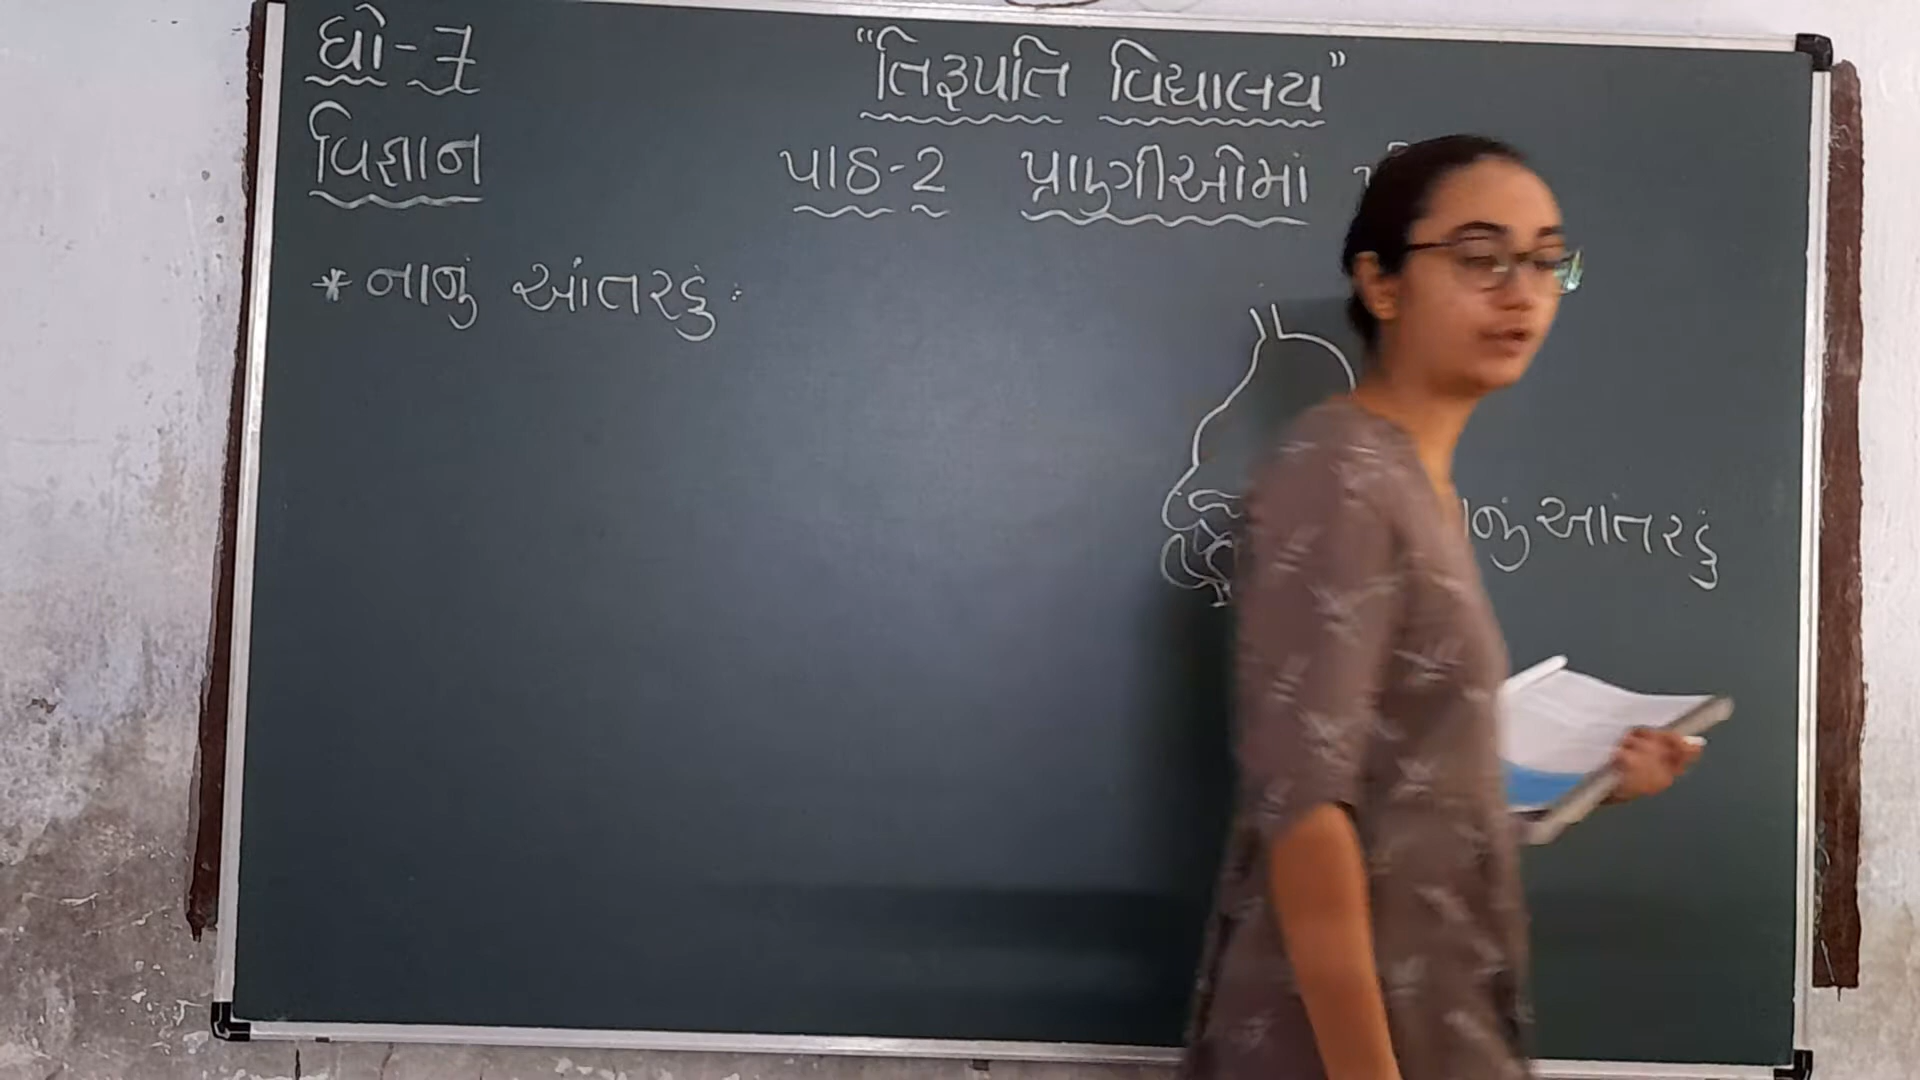 ધો-7
"તિરૂપતિ વિદ્યાલય"
વિજ્ઞાન
પાઠ-2 પ્રાણીઓમાં
* નાનું આંતરડું:
આંતરડું